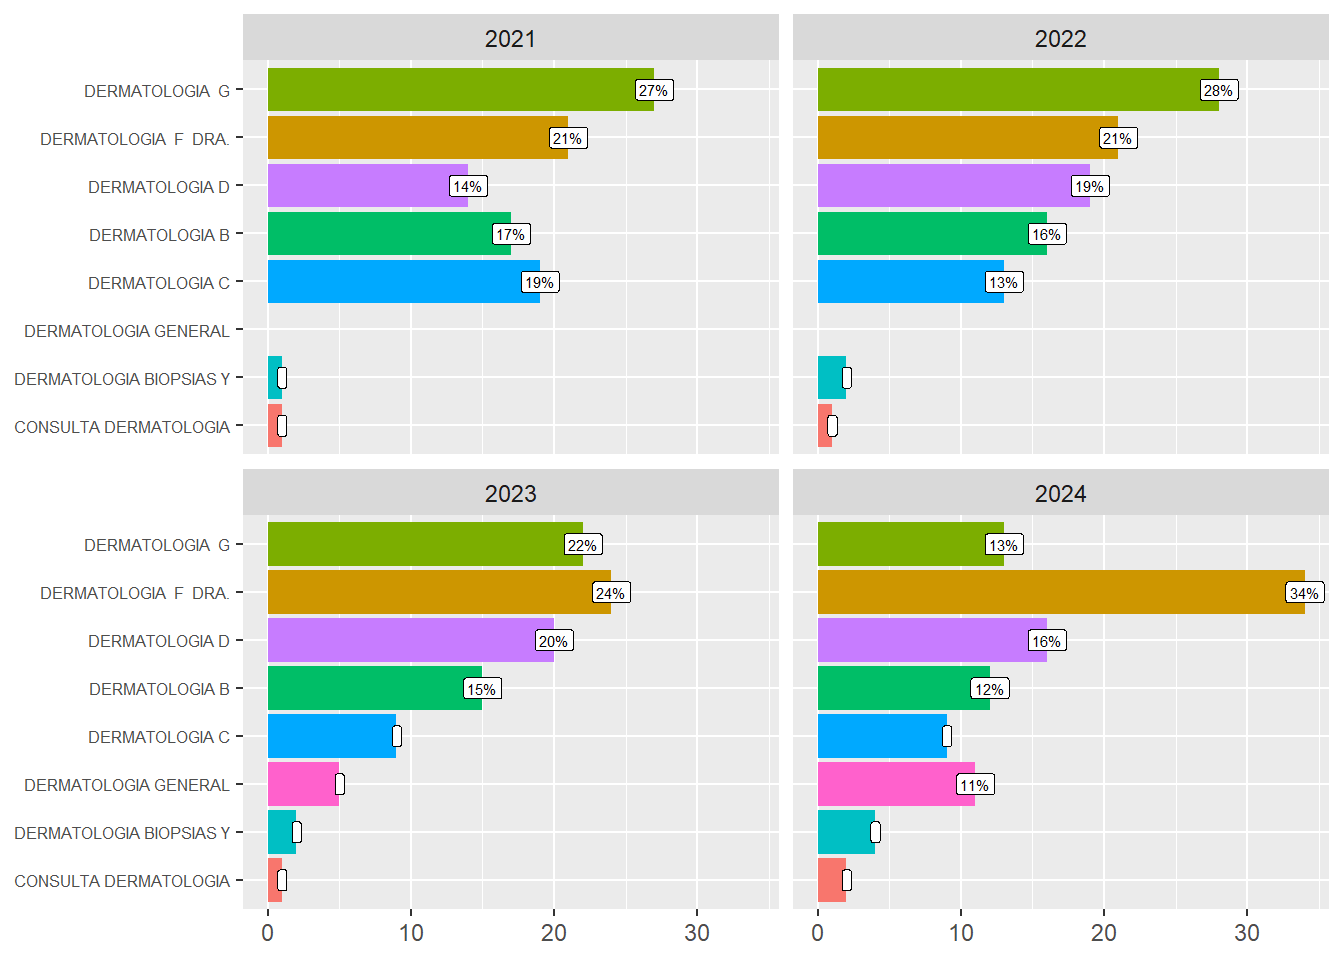 2021
2022
DERMATOLOGIA  G
27%
28%
DERMATOLOGIA  F  DRA.
21%
21%
DERMATOLOGIA D
14%
19%
DERMATOLOGIA B
17%
16%
DERMATOLOGIA C
19%
13%
DERMATOLOGIA GENERAL
DERMATOLOGIA BIOPSIAS Y
CONSULTA DERMATOLOGIA
2023
2024
DERMATOLOGIA  G
22%
13%
DERMATOLOGIA  F  DRA.
24%
34%
DERMATOLOGIA D
20%
16%
DERMATOLOGIA B
15%
12%
DERMATOLOGIA C
DERMATOLOGIA GENERAL
11%
DERMATOLOGIA BIOPSIAS Y
CONSULTA DERMATOLOGIA
0 10 20 30
0 10 20 30